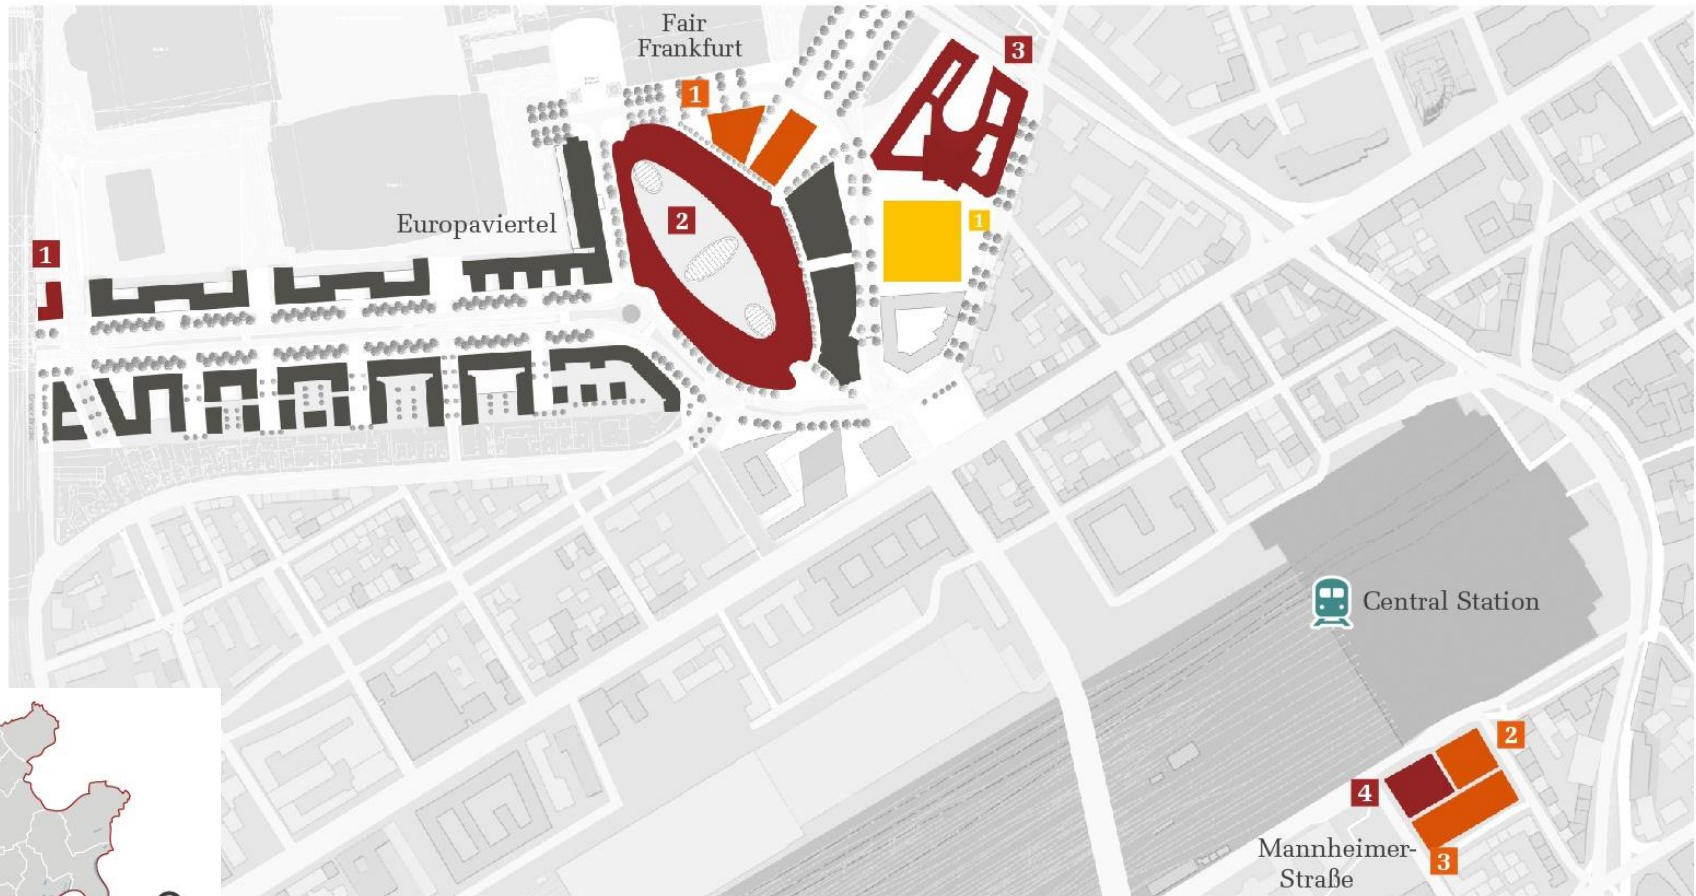 Fair
Frankfurt
3
1
Europaviertel
2
1
1
Central Station
2
4
Mannheimer-
Straße
3